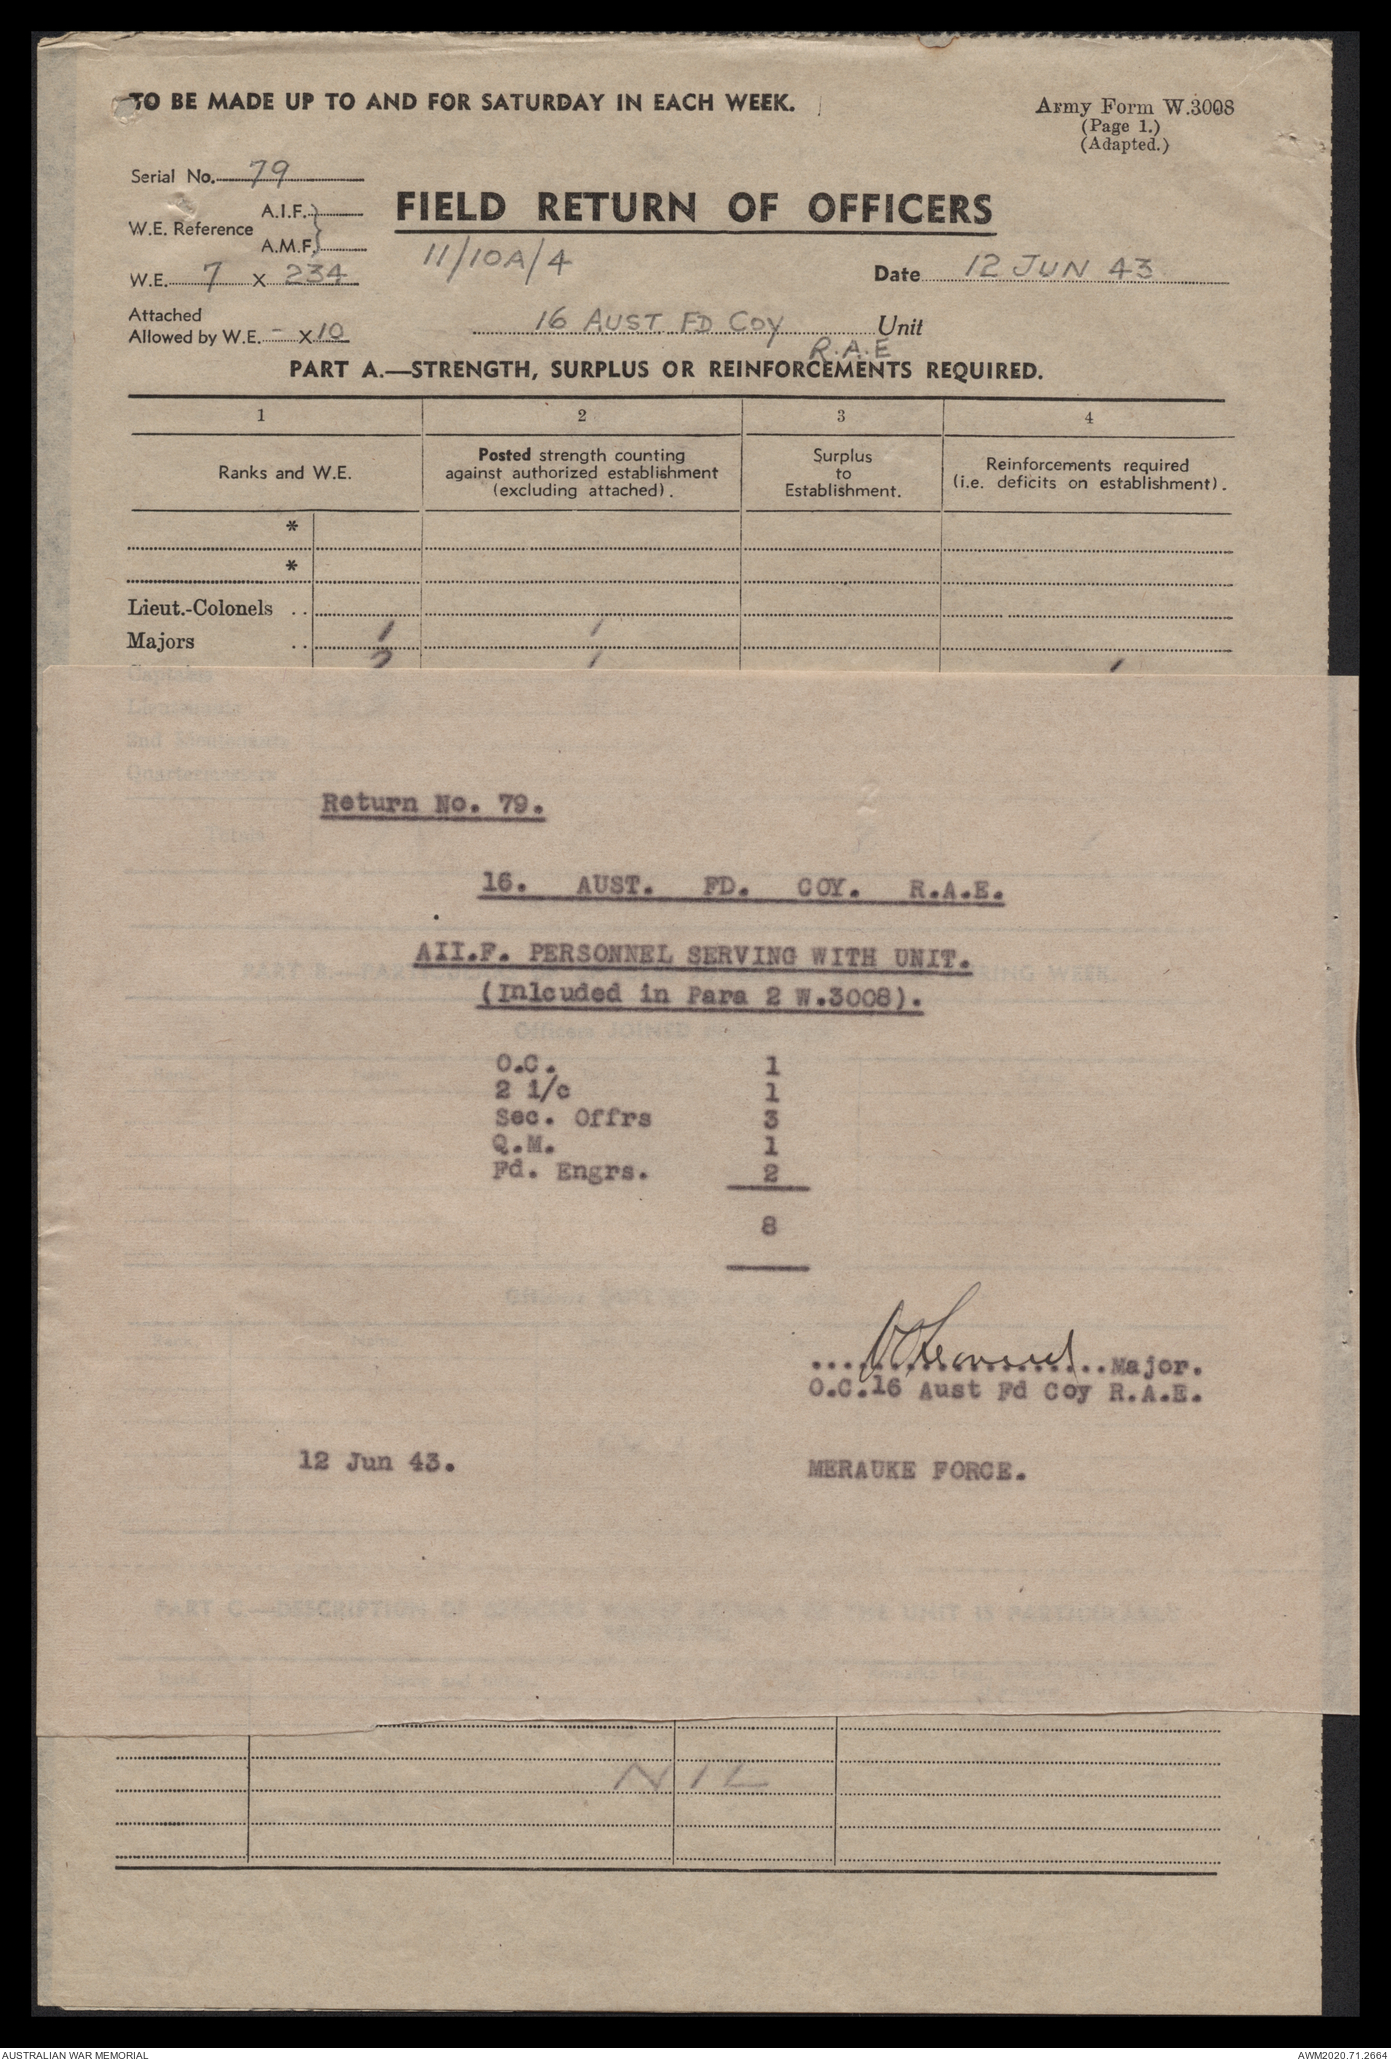 TO BE MADE UP TO AND FOR SATURDAY IN EACH WEEK.
Army Form W.3008
(Page 1.)
(Adapted.)
Serial No. 79
FIELD RETURN OF OFFICERS
W.E. Reference A.I.F.
A.M.F.
11/10A/4
W.E. 7 X 234
Date 12 JUN 43
Attached
Allowed by W.E. - X 10
16 AUST FD COY Unit
R.A.E
PART A.—STRENGTH, SURPLUS OR REINFORCEMENTS REQUIRED.
1 2 3 4
Ranks and W.E.
Posted strength counting
against authorized establishment
(excluding attached).
Surplus
to
Establishment.
Reinforcements required
(i.e. deficits on establishment).
*
*
Lieut.-Colonels ..
Majors .. 1 1
2 1 1
Return No. 79.
16. AUST. FD. COY. R.A.E.
AII.F. PERSONNEL SERVING WITH UNIT.
(Inlcuded in Para 2 W.3008).
O.C. 1
2 i/c 1
Sec. Offrs 3
Q.M. 1
Fd. Engrs. 2
8
Major.
O.C.16 Aust Fd Coy R.A.E.
12 Jun 43.
MERAUKE FORCE.
NIL
AUSTRALIAN WAR MEMORIAL
AWM2020.71.2664